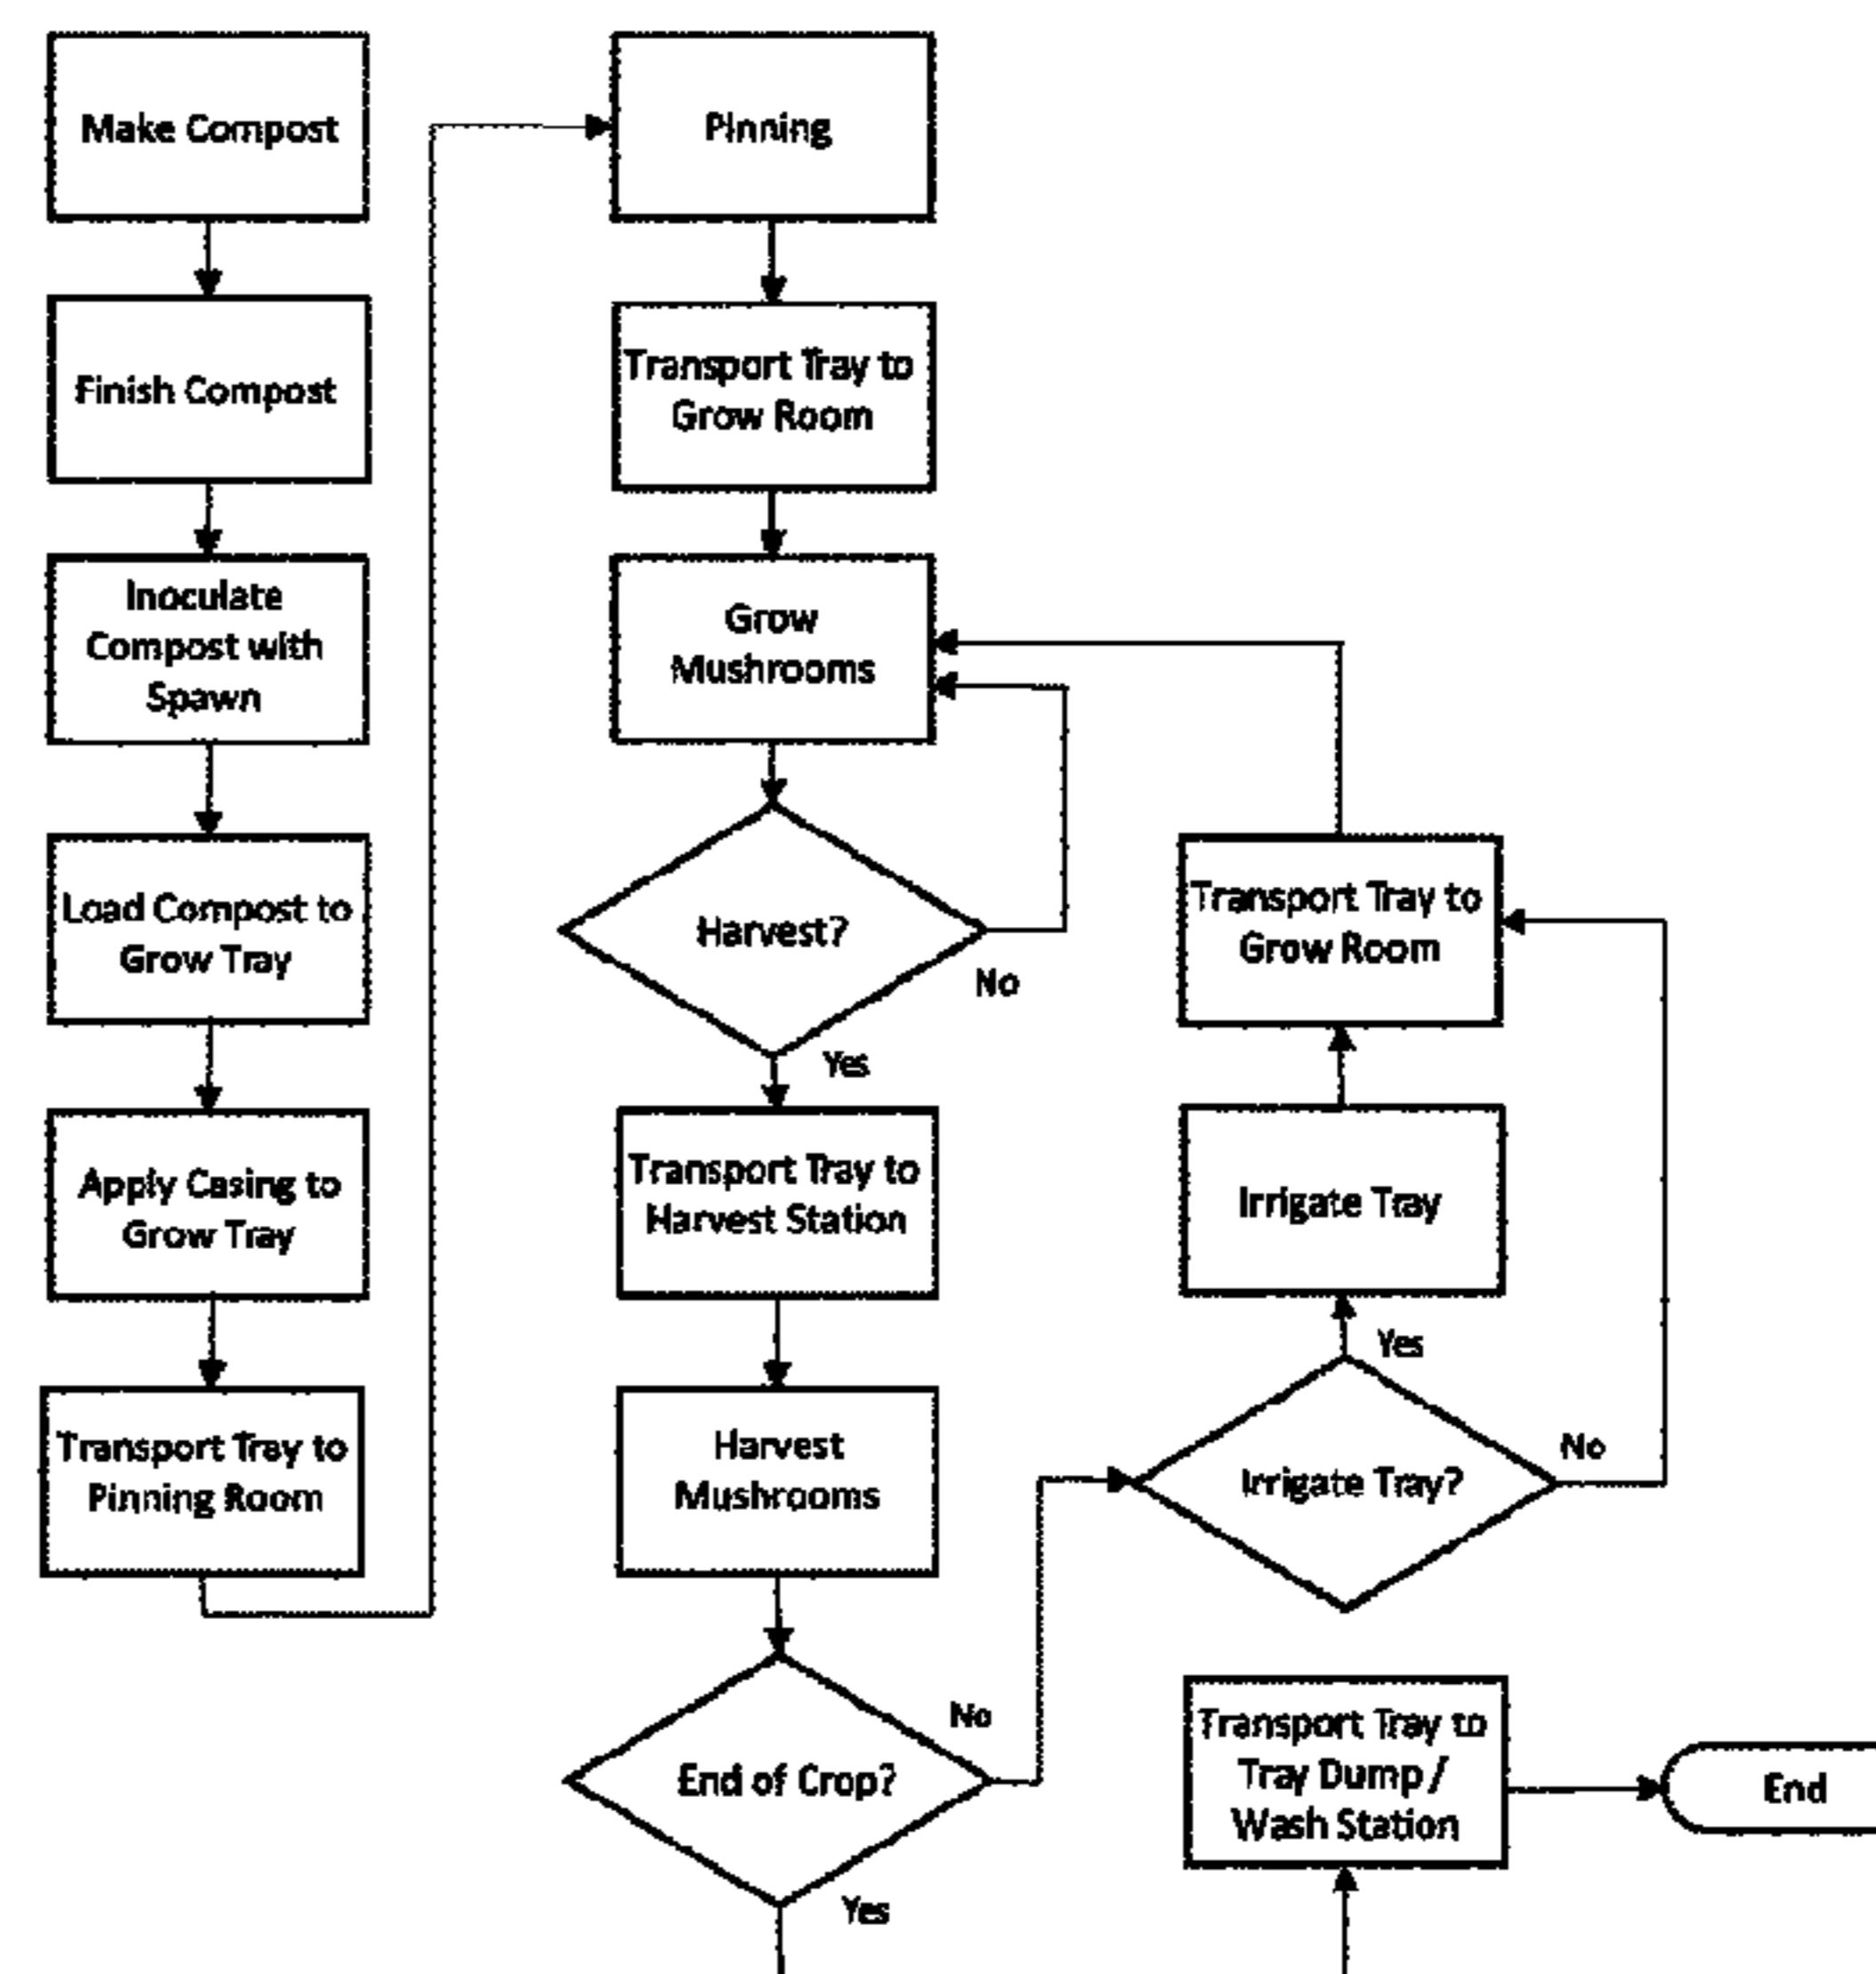 Make Compost
Finish Compost
Inoculate
Compost with
Spawn
Load Compost to
Grow Tray
Apply Casing to
Grow Tray
Transport Tray to
Pinning Room
Pinning
Transport Tray to
Grow Room
Grow
Mushrooms
Harvest?
No
Yes
Transport Tray to
Harvest Station
Harvest
Mushrooms
End of Crop?
No
Yes
Transport Tray to
Grow Room
Irrigate Tray
Yes
Irrigate Tray?
No
Transport Tray to
Tray Dump /
Wash Station
End